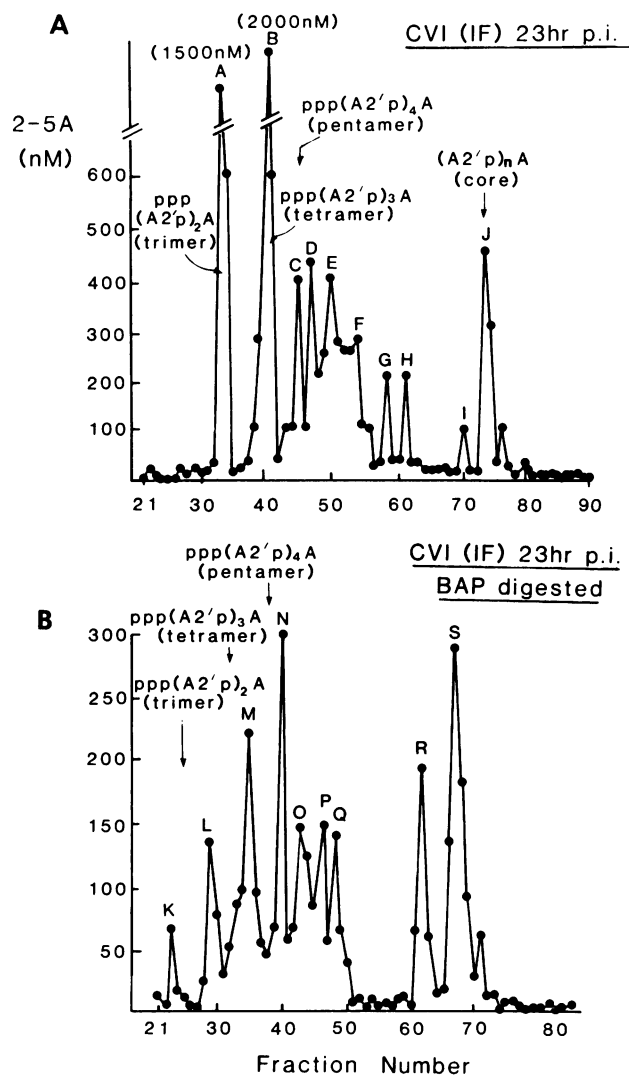 A
CVI (IF) 23hr p.i.
(2000nM)
B
(1500nM)
A
2-5A
(nM)
ppp(A2'p)₄A
(pentamer)
(A2'p)ₙA
(core)
ppp
(A2'p)₂A
(trimer)
ppp(A2'p)₃A
(tetramer)
C
D
E
F
G
H
I
J
600
500
400
300
200
100
21 30 40 50 60 70 80 90
B
CVI (IF) 23hr p.i.
BAP digested
ppp(A2'p)₄A
(pentamer)
ppp(A2'p)₃A
(tetramer)
ppp(A2'p)₂A
(trimer)
K
L
M
N
O
P
Q
R
S
300
250
200
150
100
50
21 30 40 50 60 70 80
Fraction Number